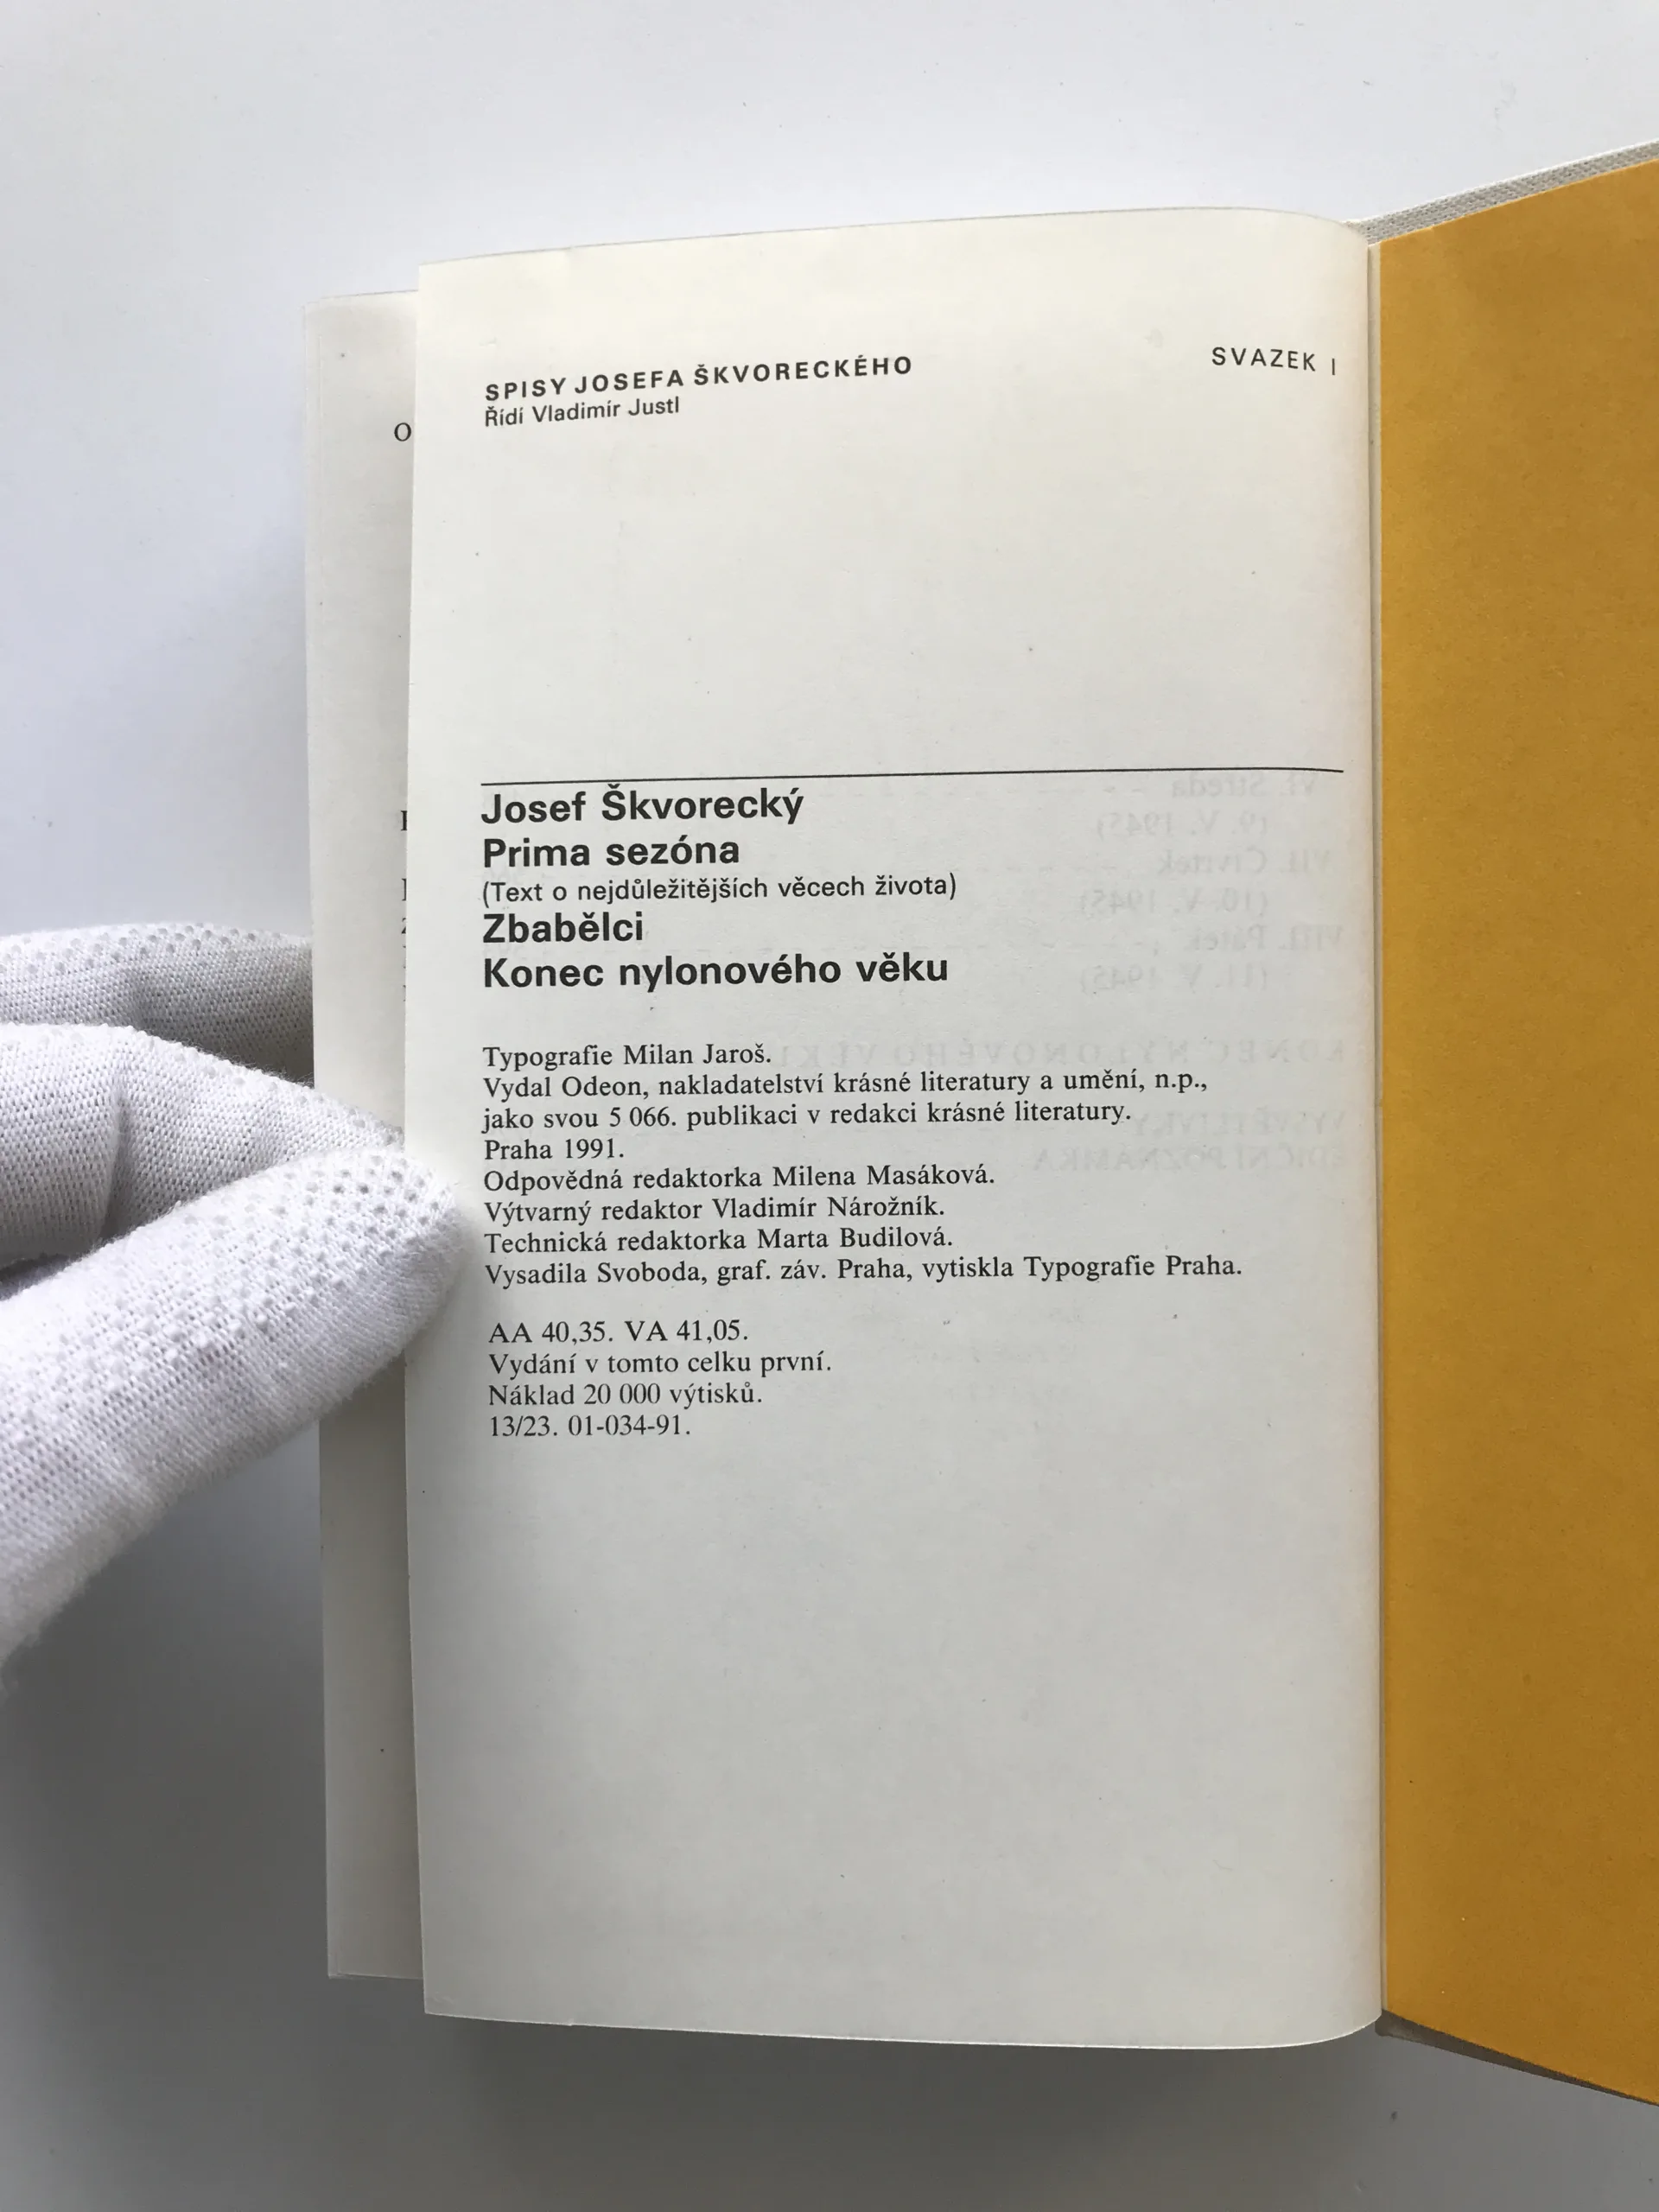 SPISY JOSEFA ŠKVORECKÉHO
SVAZEK I
Řídí Vladimír Justl
Josef Škvorecký
Prima sezóna
(Text o nejdůležitějších věcech života)
Zbabělci
Konec nylonového věku
Typografie Milan Jaroš.
Vydal Odeon, nakladatelství krásné literatury a umění, n.p.,
jako svou 5 066. publikaci v redakci krásné literatury.
Praha 1991.
Odpovědná redaktorka Milena Masáková.
Výtvarný redaktor Vladimír Nárožník.
Technická redaktorka Marta Budilová.
Vysadila Svoboda, graf. záv. Praha, vytiskla Typografie Praha.
AA 40,35. VA 41,05.
Vydání v tomto celku první.
Náklad 20 000 výtisků.
13/23. 01-034-91.